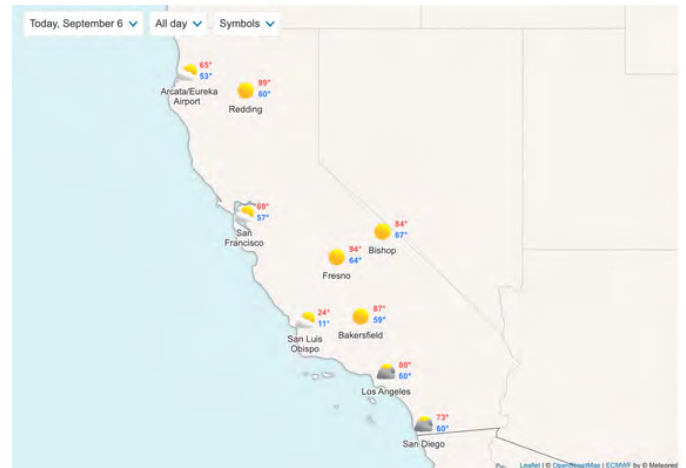 Today, September 6
All day
Symbols
65°
53°
Arcata/Eureka
Airport
89°
60°
Redding
69°
57°
San
Francisco
84°
67°
Bishop
94°
64°
Fresno
24°
11°
San Luis
Obispo
87°
59°
Bakersfield
80°
60°
Los Angeles
73°
60°
San Diego
Leaflet | © OpenStreetMap | ECMWF by © Meteored